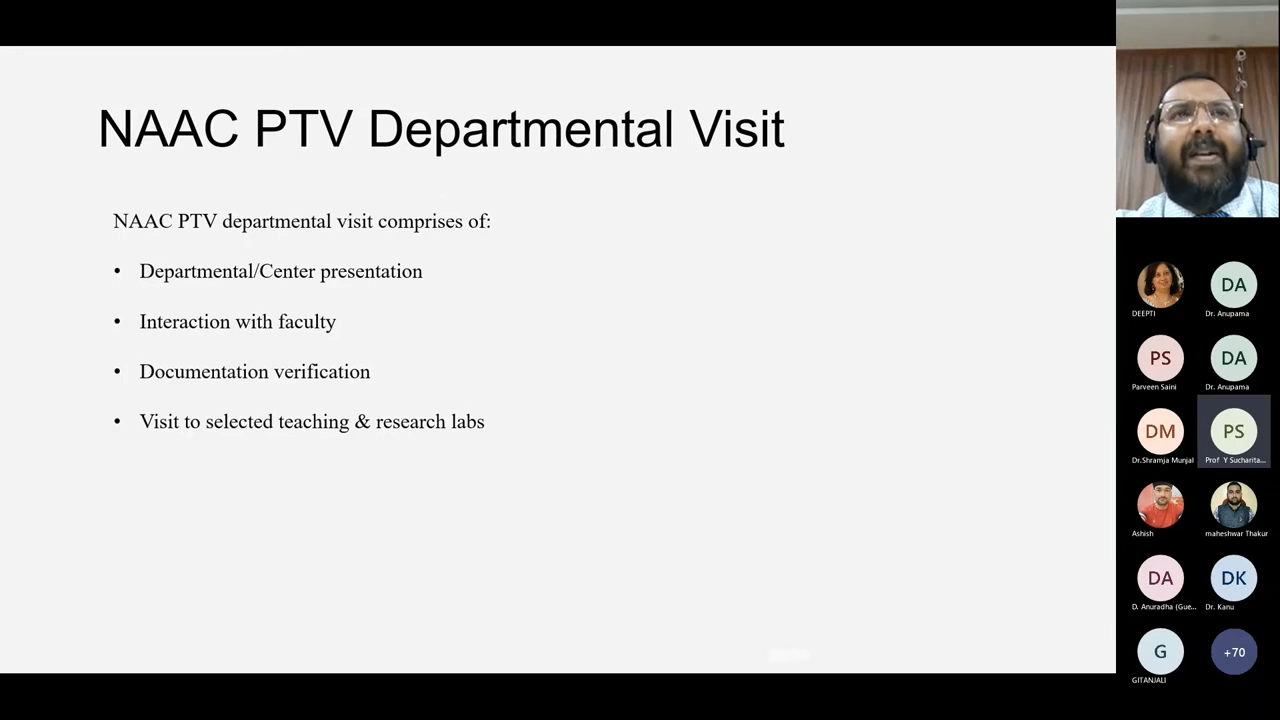 NAAC PTV Departmental Visit
NAAC PTV departmental visit comprises of:
• Departmental/Center presentation
• Interaction with faculty
• Documentation verification
• Visit to selected teaching & research labs
DA
DEEPTI
Dr. Anupama
PS
DA
Parveen Saini
Dr. Anupama
DM
PS
Dr.Shramja Munjal
Prof Y Sucharita...
Ashish
maheshwar Thakur
DA
DK
D. Anuradha (Gue...
Dr. Kanu
G
+70
GITANJALI